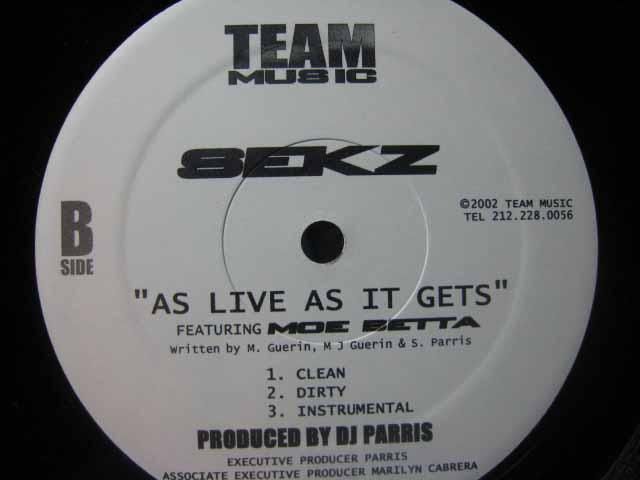 TEAM
MUSIC
SEKZ
B
SIDE
©2002 TEAM MUSIC
TEL 212.228.0056
"AS LIVE AS IT GETS"
FEATURING MOE BETTA
Written by M. Guerin, M J Guerin & S. Parris
1. CLEAN
2. DIRTY
3. INSTRUMENTAL
PRODUCED BY DJ PARRIS
EXECUTIVE PRODUCER PARRIS
ASSOCIATE EXECUTIVE PRODUCER MARILYN CABRERA